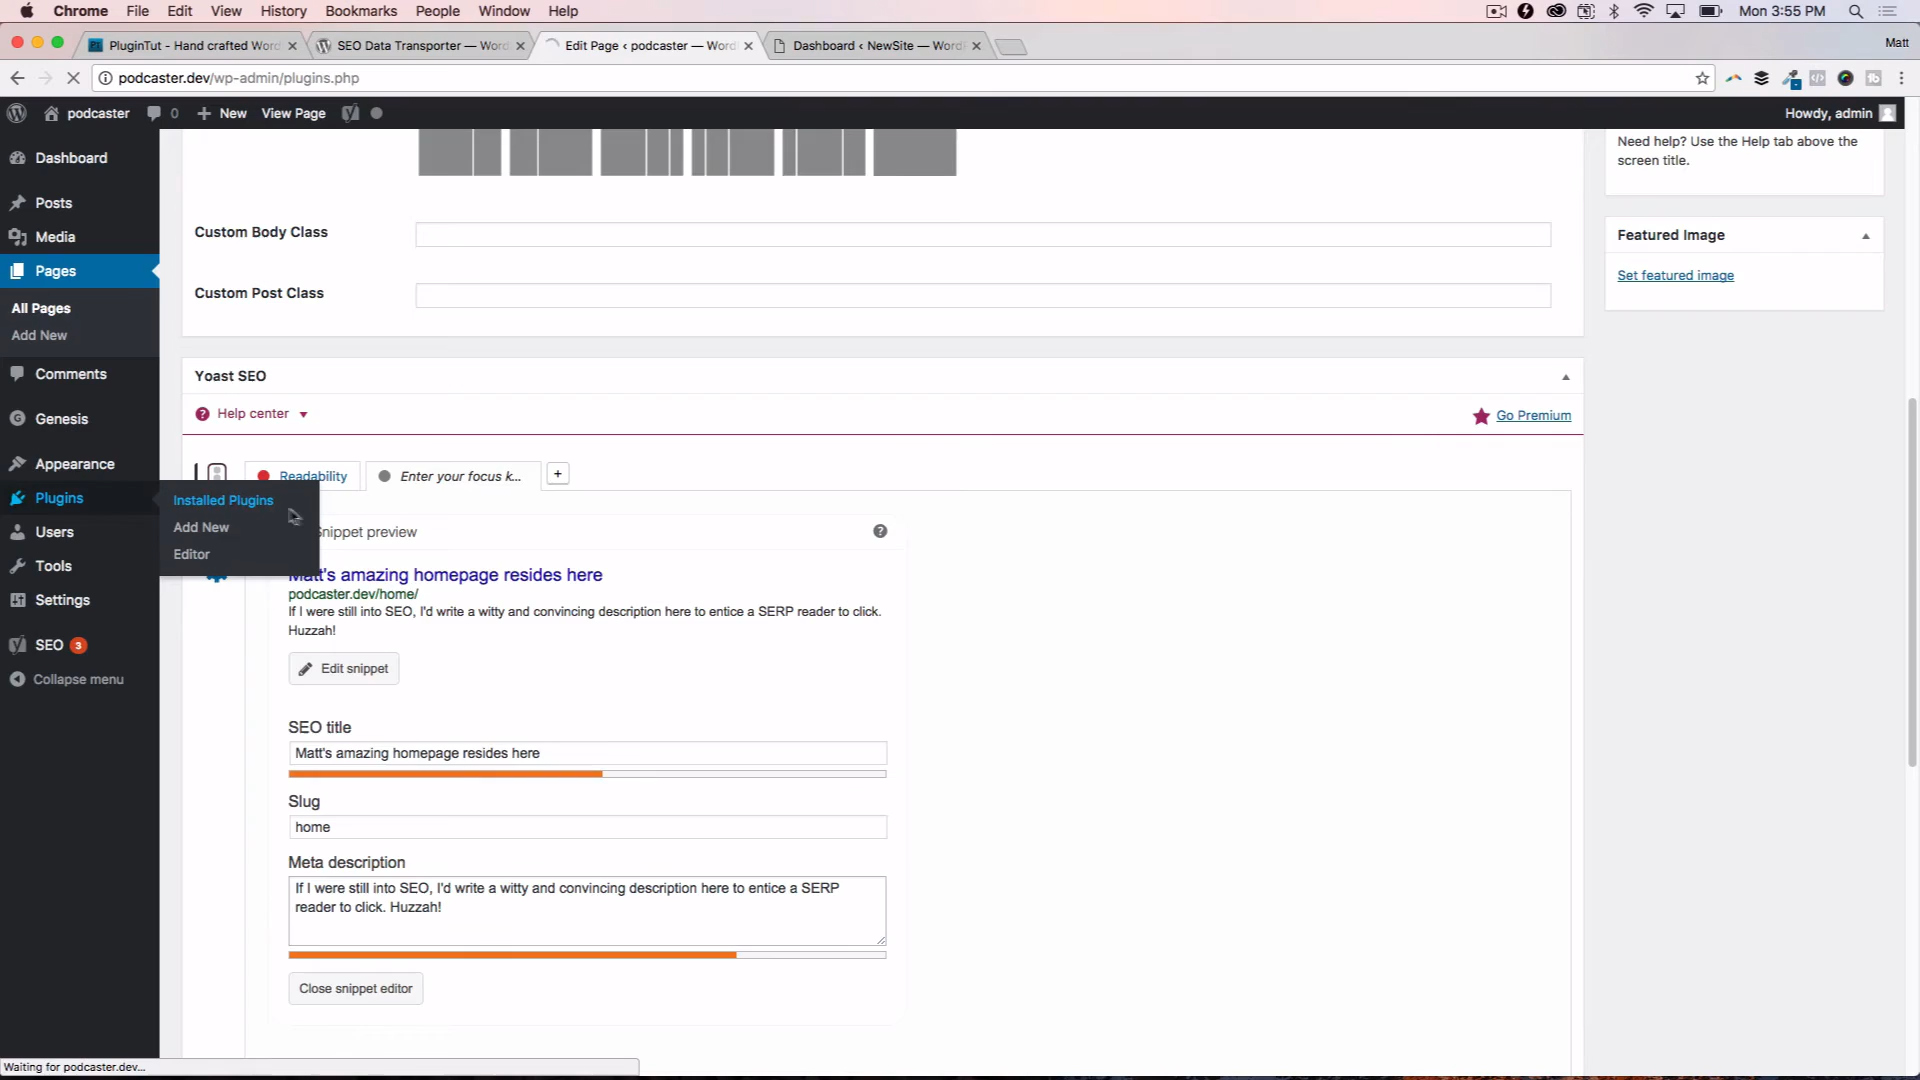 Chrome File Edit View History Bookmarks People Window Help Mon 3:55 PM
PluginTut - Hand crafted Word SEO Data Transporter — Word Edit Page ‹ podcaster — Word Dashboard ‹ NewSite — Word Matt
podcaster.dev/wp-admin/plugins.php
podcaster 0 New View Page Howdy, admin
Dashboard
Posts
Media
Pages
All Pages
Add New
Comments
Genesis
Appearance
Plugins
Installed Plugins
Add New
Editor
Users
Tools
Settings
SEO 3
Collapse menu
Custom Body Class
Custom Post Class
Yoast SEO
Help center
Go Premium
Readability
Enter your focus k...
+
Snippet preview
Matt's amazing homepage resides here
podcaster.dev/home/
If I were still into SEO, I'd write a witty and convincing description here to entice a SERP reader to click.
Huzzah!
Edit snippet
SEO title
Matt's amazing homepage resides here
Slug
home
Meta description
If I were still into SEO, I'd write a witty and convincing description here to entice a SERP
reader to click. Huzzah!
Close snippet editor
Need help? Use the Help tab above the
screen title.
Featured Image
Set featured image
Waiting for podcaster.dev...